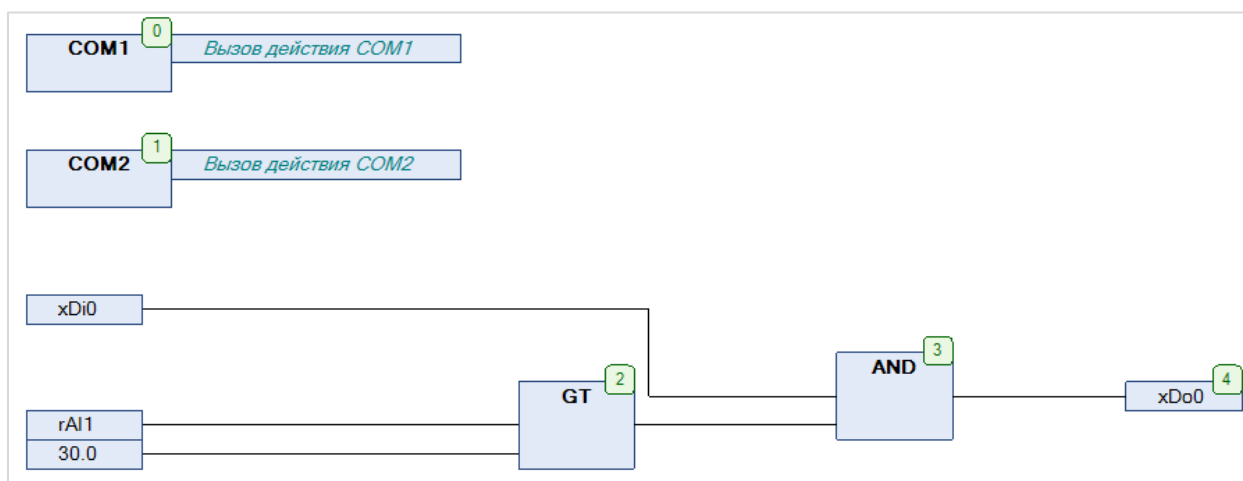 0
COM1
Вызов действия COM1
1
COM2
Вызов действия COM2
xDi0
3
AND
2
GT
4
xDo0
rAI1
30.0